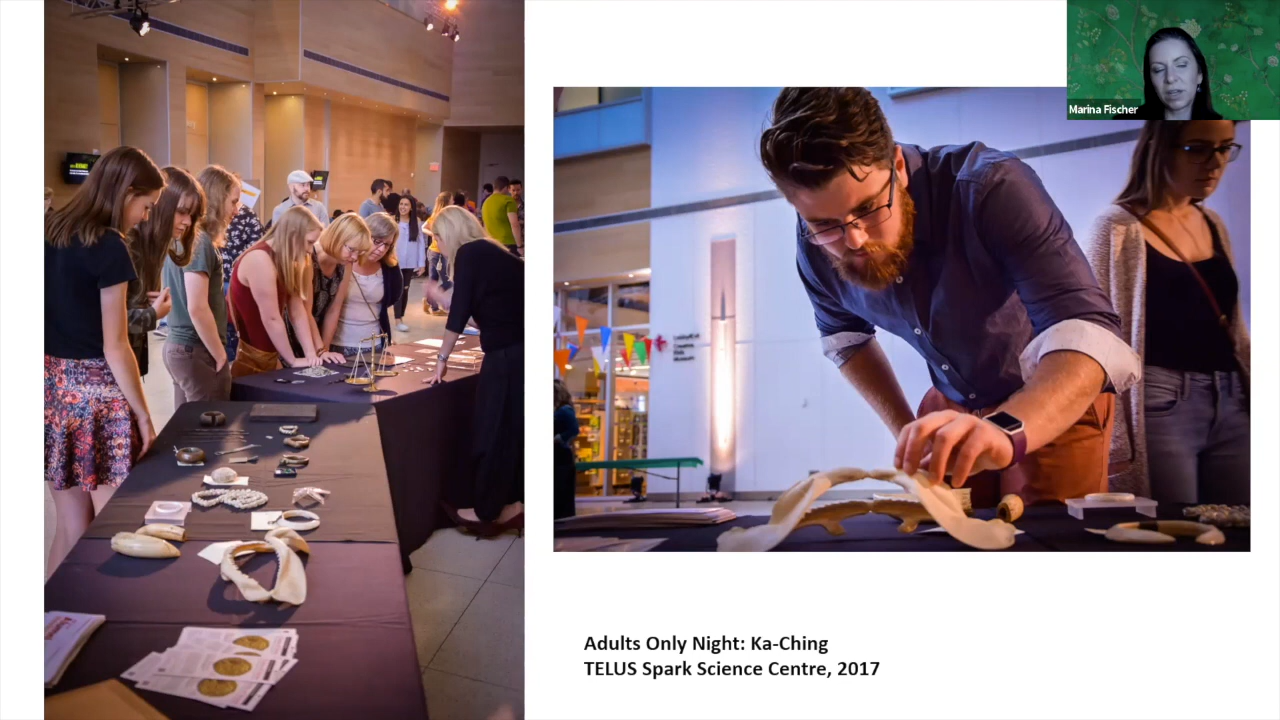 Marina Fischer
Adults Only Night: Ka-Ching
TELUS Spark Science Centre, 2017